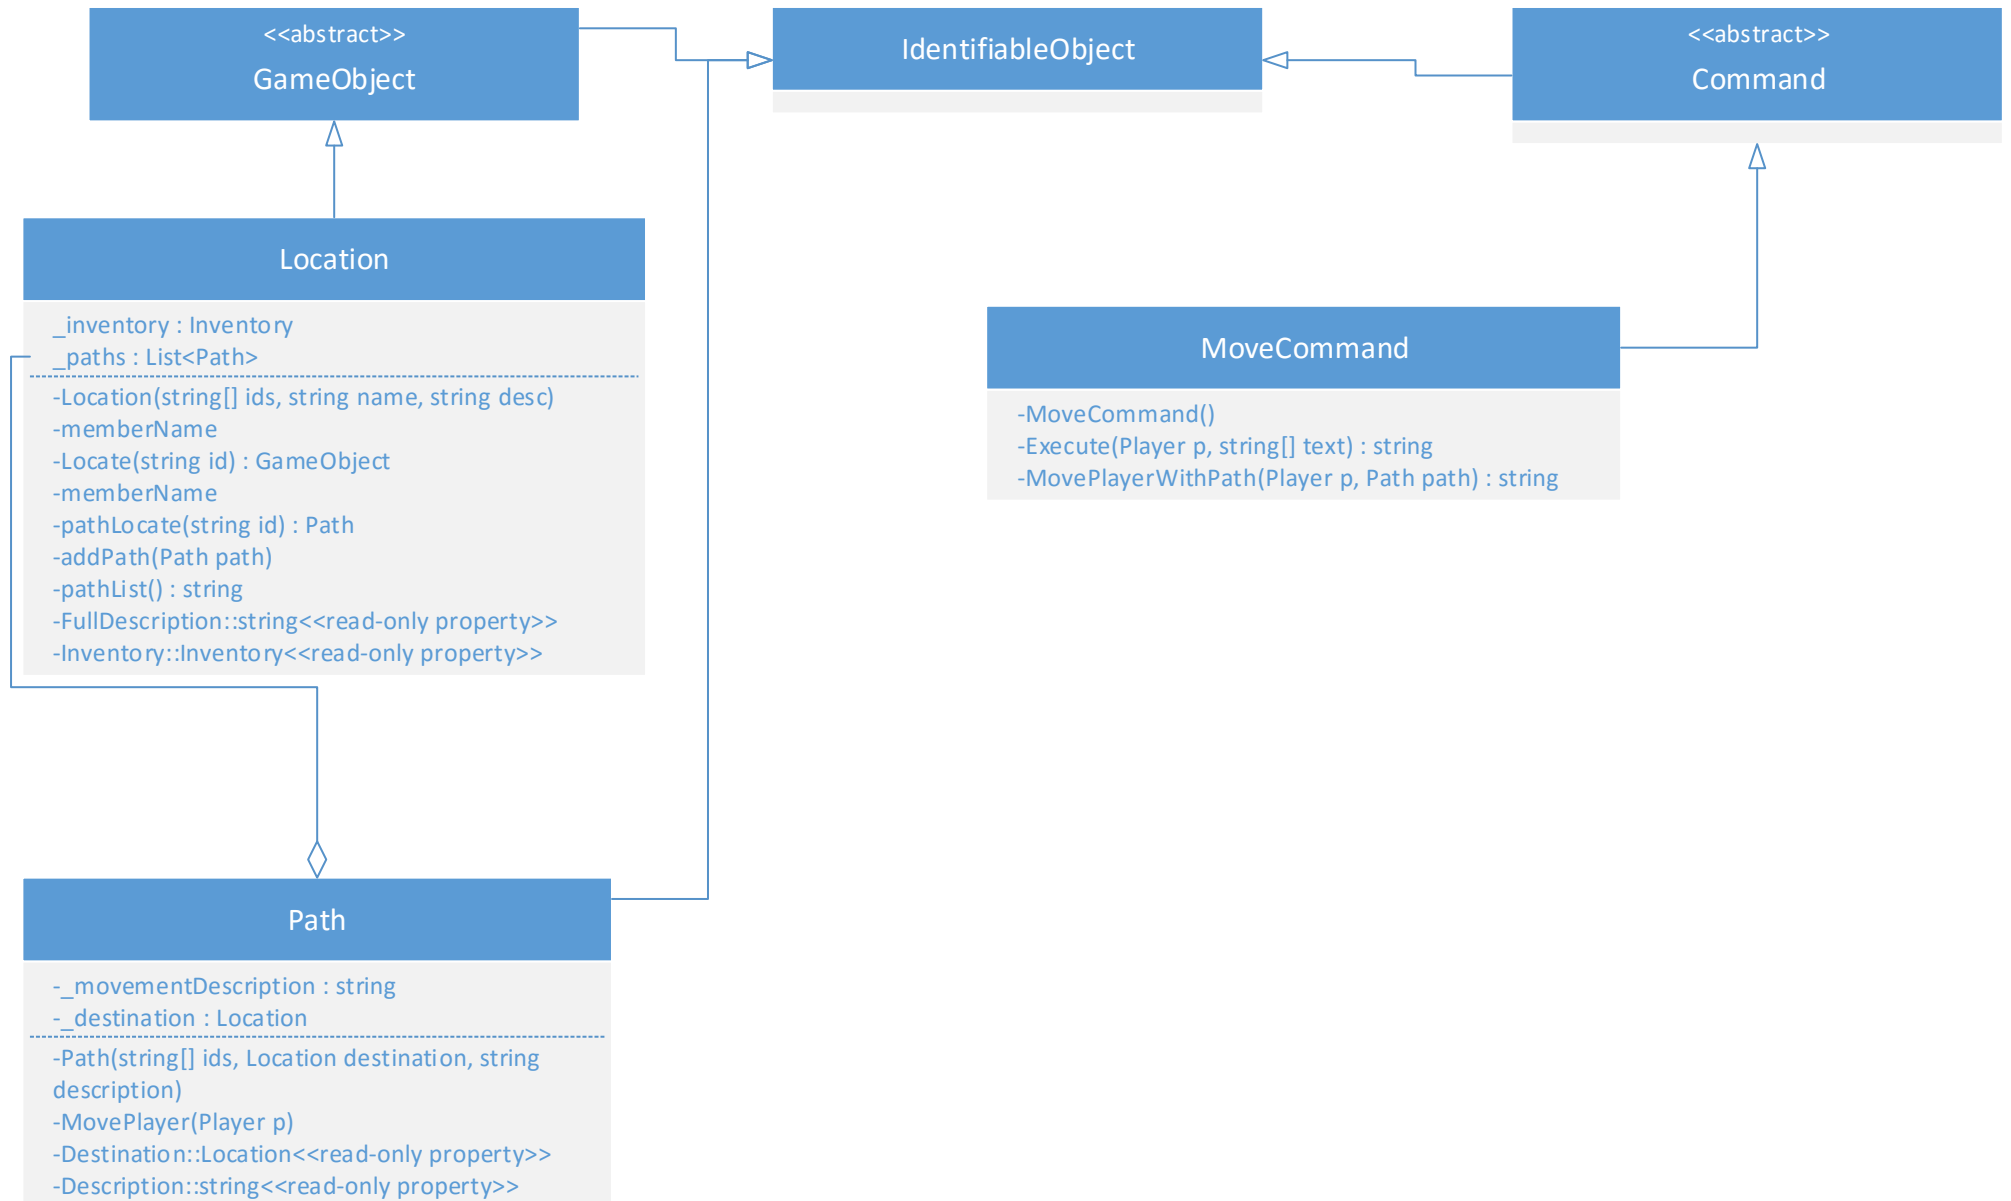 <<abstract>>
GameObject
IdentifiableObject
<<abstract>>
Command
Location
_inventory : Inventory
_paths : List<Path>
-Location(string[] ids, string name, string desc)
-memberName
-Locate(string id) : GameObject
-memberName
-pathLocate(string id) : Path
-addPath(Path path)
-pathList() : string
-FullDescription::string<<read-only property>>
-Inventory::Inventory<<read-only property>>
MoveCommand
-MoveCommand()
-Execute(Player p, string[] text) : string
-MovePlayerWithPath(Player p, Path path) : string
Path
-_movementDescription : string
-_destination : Location
-Path(string[] ids, Location destination, string
description)
-MovePlayer(Player p)
-Destination::Location<<read-only property>>
-Description::string<<read-only property>>